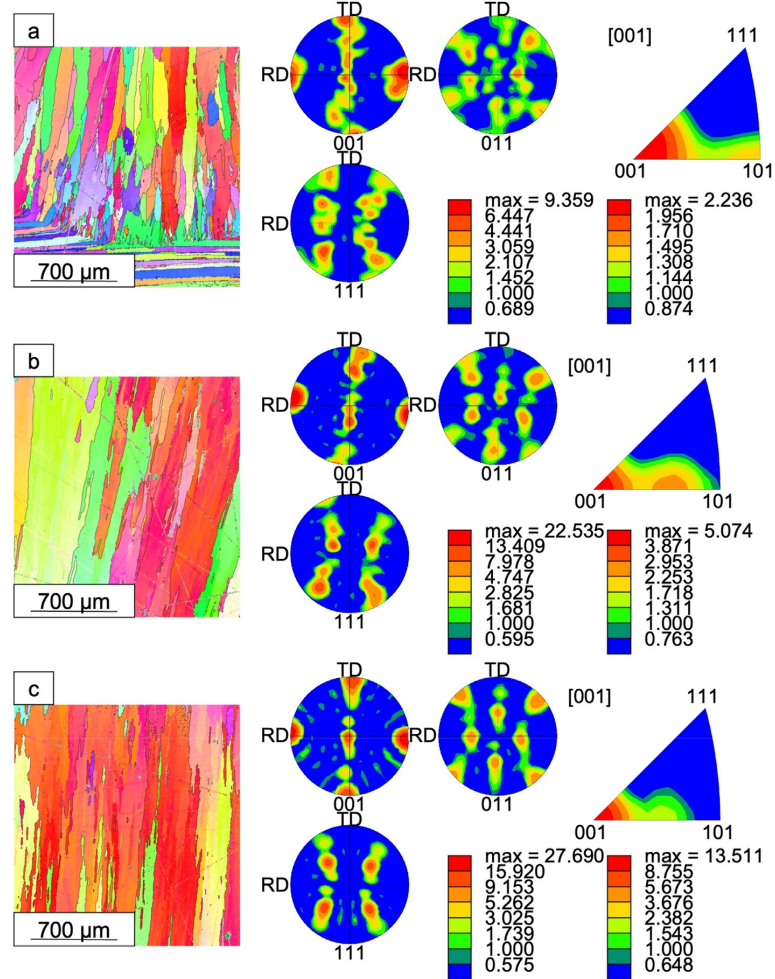 a
700 µm
TD
RD
001
TD
RD
011
TD
RD
111
[001]
111
001
101
max = 9.359
6.447
4.441
3.059
2.107
1.452
1.000
0.689
max = 2.236
1.956
1.710
1.495
1.308
1.144
1.000
0.874
b
700 µm
TD
RD
001
TD
RD
011
TD
RD
111
[001]
111
001
101
max = 22.535
13.409
7.978
4.747
2.825
1.681
1.000
0.595
max = 5.074
3.871
2.953
2.253
1.718
1.311
1.000
0.763
c
700 µm
TD
RD
001
TD
RD
011
TD
RD
111
[001]
111
001
101
max = 27.690
15.920
9.153
5.262
3.025
1.739
1.000
0.575
max = 13.511
8.755
5.673
3.676
2.382
1.543
1.000
0.648